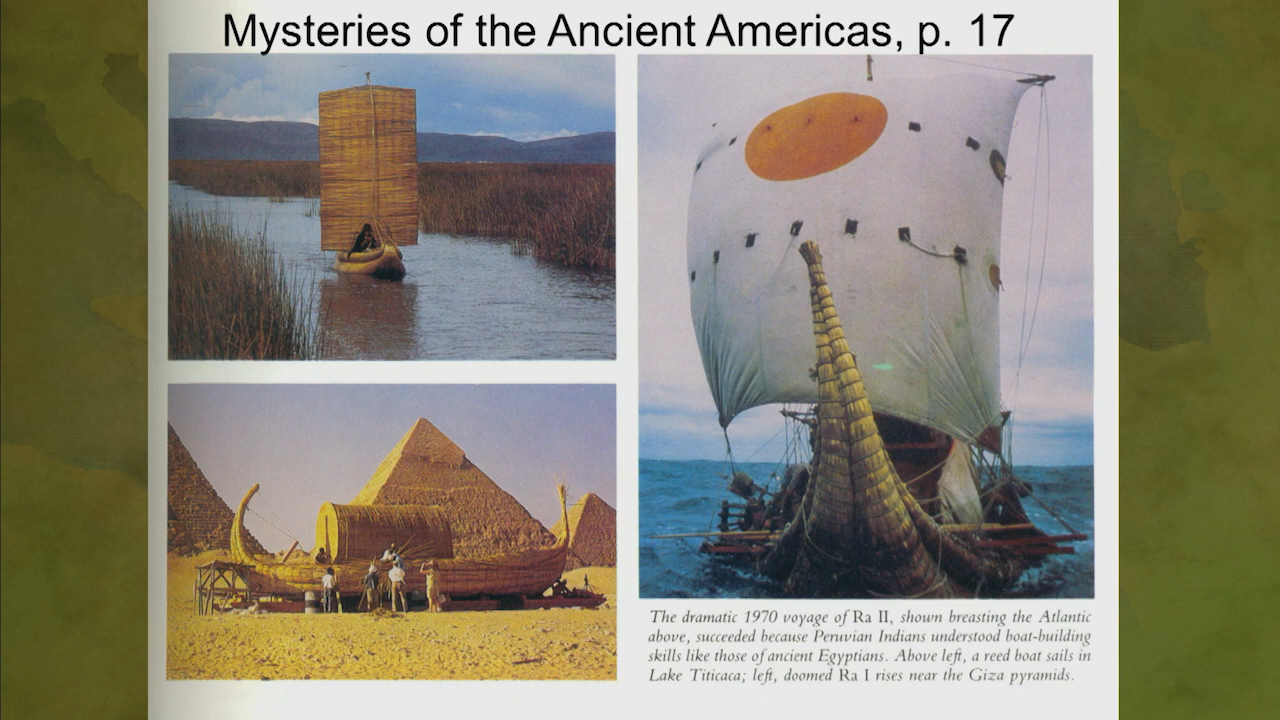 Mysteries of the Ancient Americas, p. 17
The dramatic 1970 voyage of Ra II, shown breasting the Atlantic
above, succeeded because Peruvian Indians understood boat-building
skills like those of ancient Egyptians. Above left, a reed boat sails in
Lake Titicaca; left, doomed Ra I rises near the Giza pyramids.